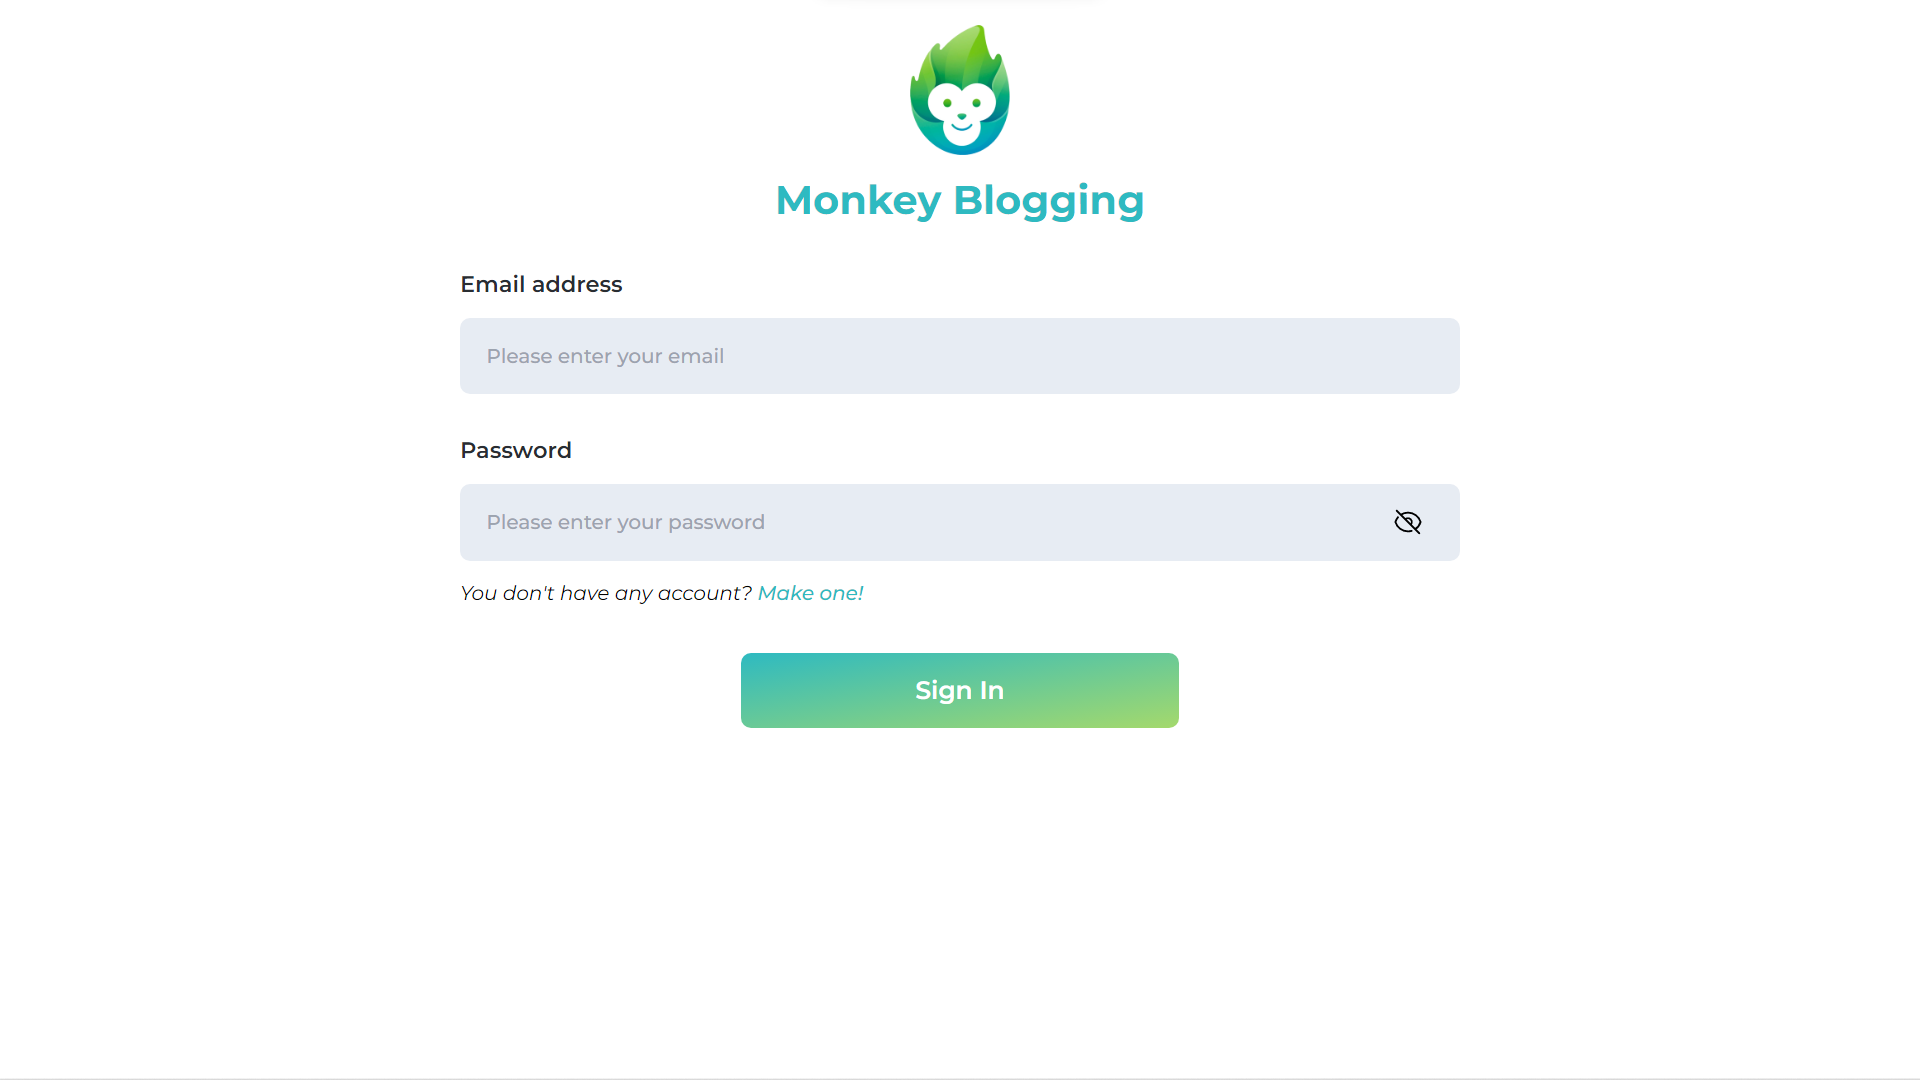 Monkey Blogging
Email address
Please enter your email
Password
Please enter your password
You don't have any account? Make one!
Sign In